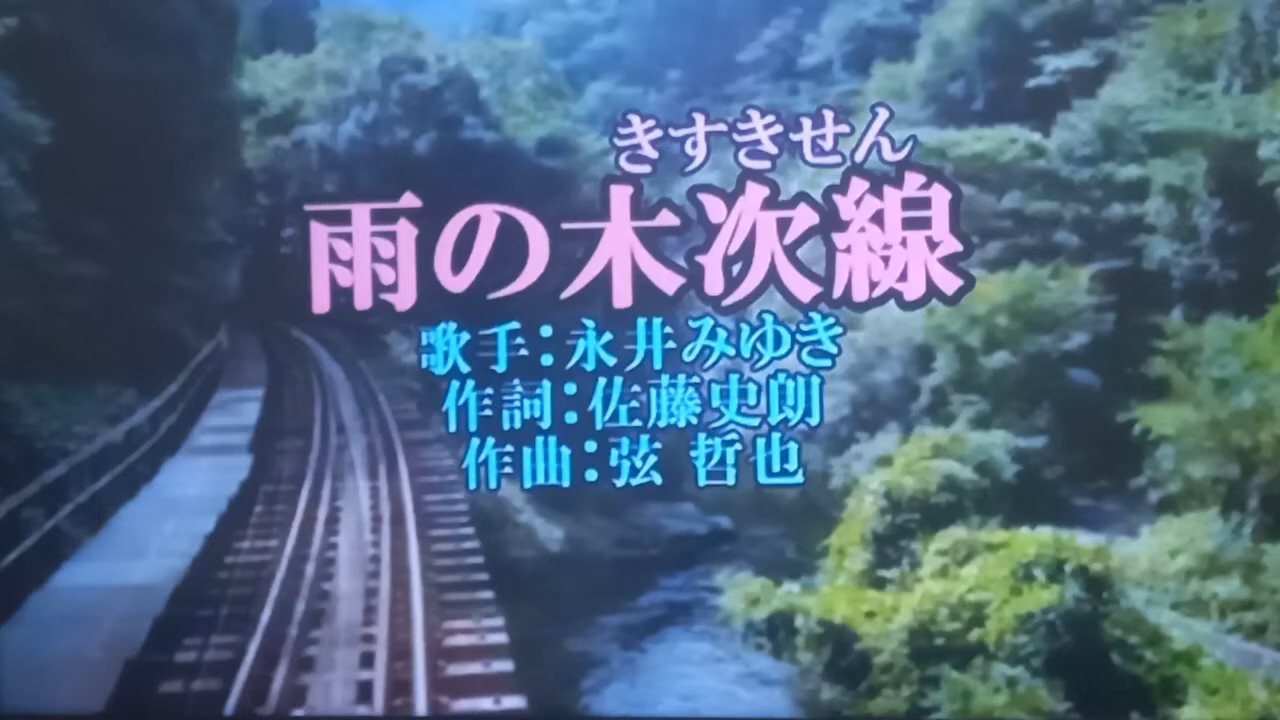 きすきせん
雨の木次線
歌手:永井みゆき
作詞:佐藤史朗
作曲:弦 哲也